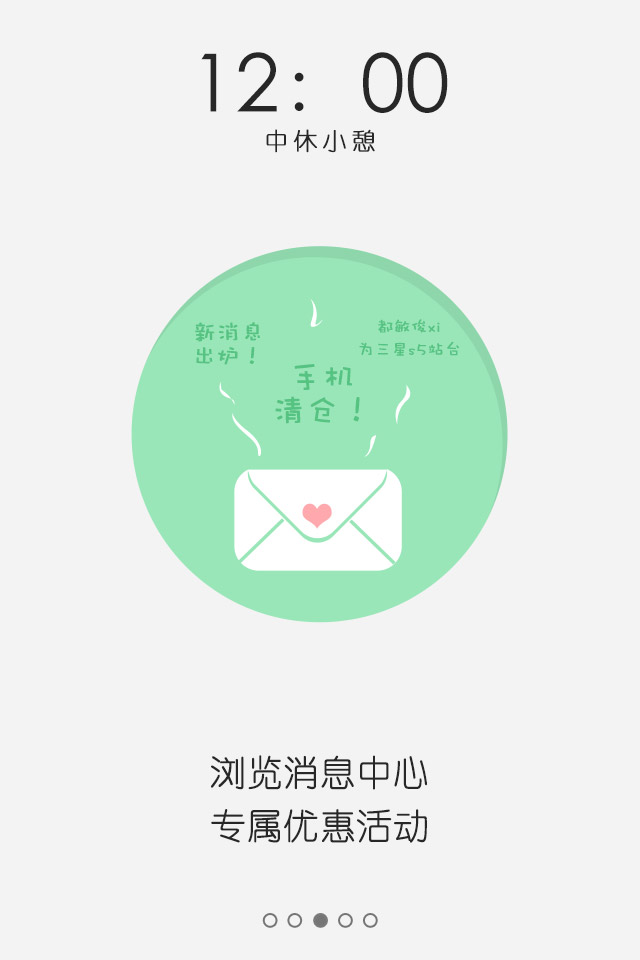 12: 00
中休小憩
新消息
出炉！
都敏俊xi
为三星s5站台
手机
清仓！
浏览消息中心
专属优惠活动